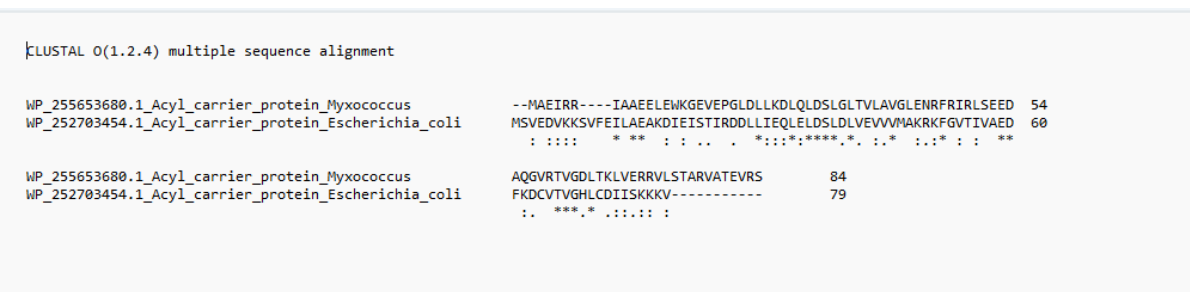 CLUSTAL O(1.2.4) multiple sequence alignment
WP_255653680.1_Acyl_carrier_protein_Myxococcus --MAEIRR----IAAEELEWKGEVEPGLDLLKDLQLDSLGLTVLAVGLENRFRIRLSEED 54
WP_252703454.1_Acyl_carrier_protein_Escherichia_coli MSVEDVKKSVFEILAEAKDIEISTIRDDLLIEQLELDSLDLVEVVVMAKRKFGVTIVAED 60
: :::: * ** : : .. . *:::*:****.*. :.* :.:* : : **
WP_255653680.1_Acyl_carrier_protein_Myxococcus AQGVRTVGDLTKLVERRVLSTARVATEVRS 84
WP_252703454.1_Acyl_carrier_protein_Escherichia_coli FKDCVTVGHLCDIISKKKV----------- 79
:. ***.* .::.:: :